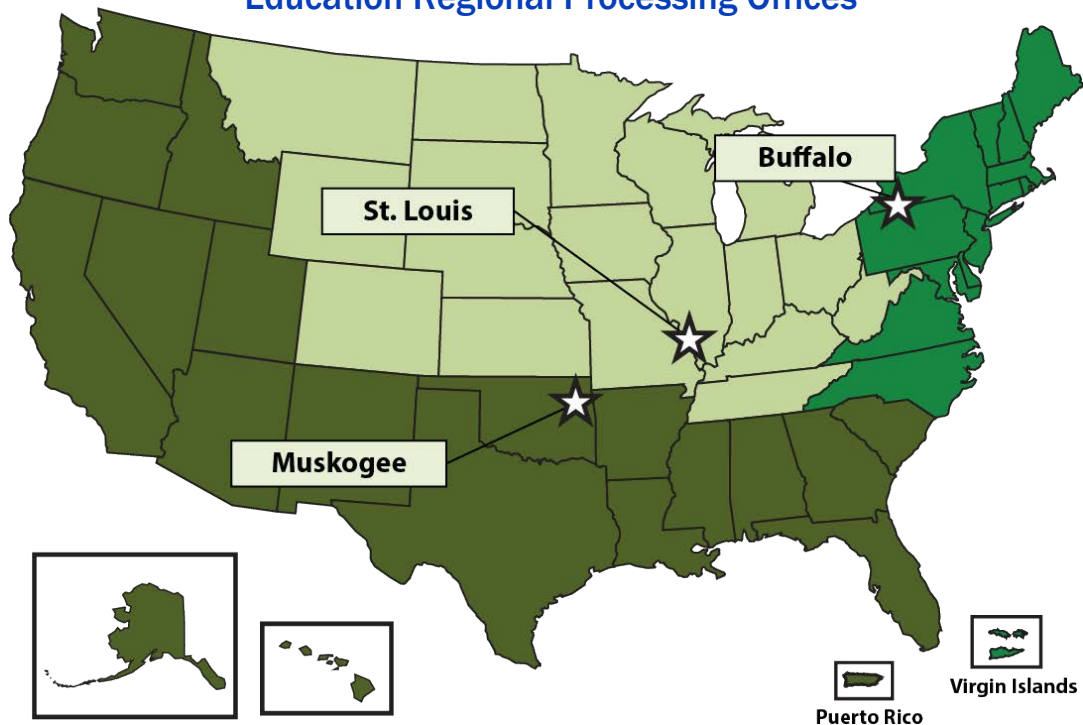 Education Regional Processing Offices
Buffalo
St. Louis
Muskogee
Virgin Islands
Puerto Rico